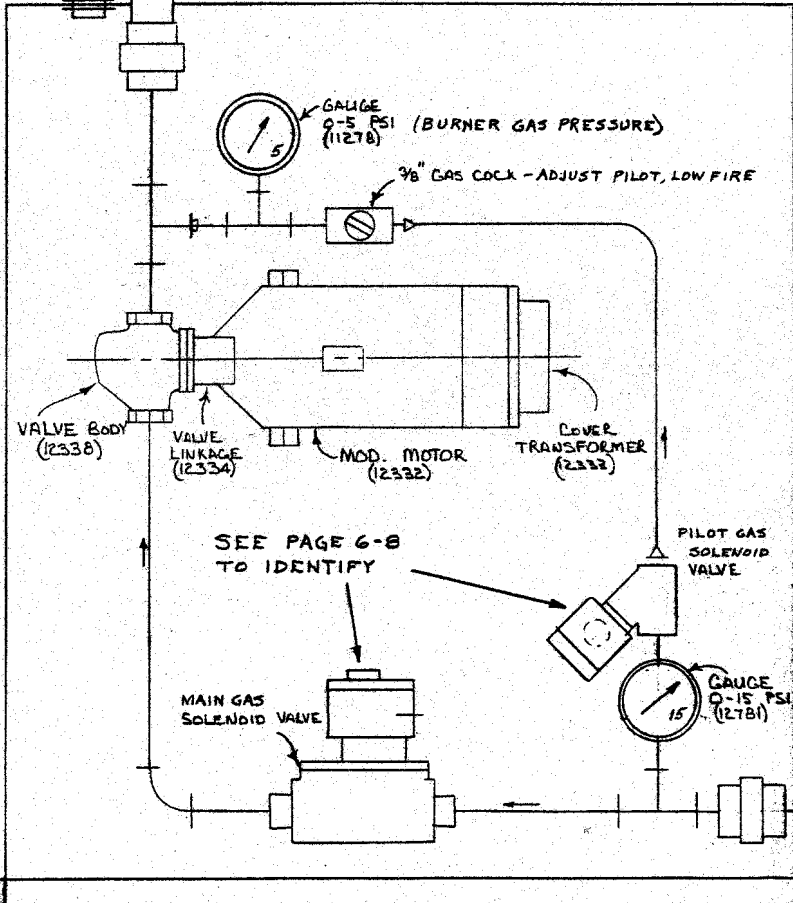 GAUGE
0-5 PSI (BURNER GAS PRESSURE)
(11278)
5
3/8" GAS COCK - ADJUST PILOT, LOW FIRE
VALVE BODY
(12338)
VALVE
LINKAGE
(12334)
MOD. MOTOR
(12332)
COVER
TRANSFORMER
(12333)
SEE PAGE 6-8
TO IDENTIFY
PILOT GAS
SOLENOID
VALVE
MAIN GAS
SOLENOID VALVE
GAUGE
0-15 PSI
(12781)
15